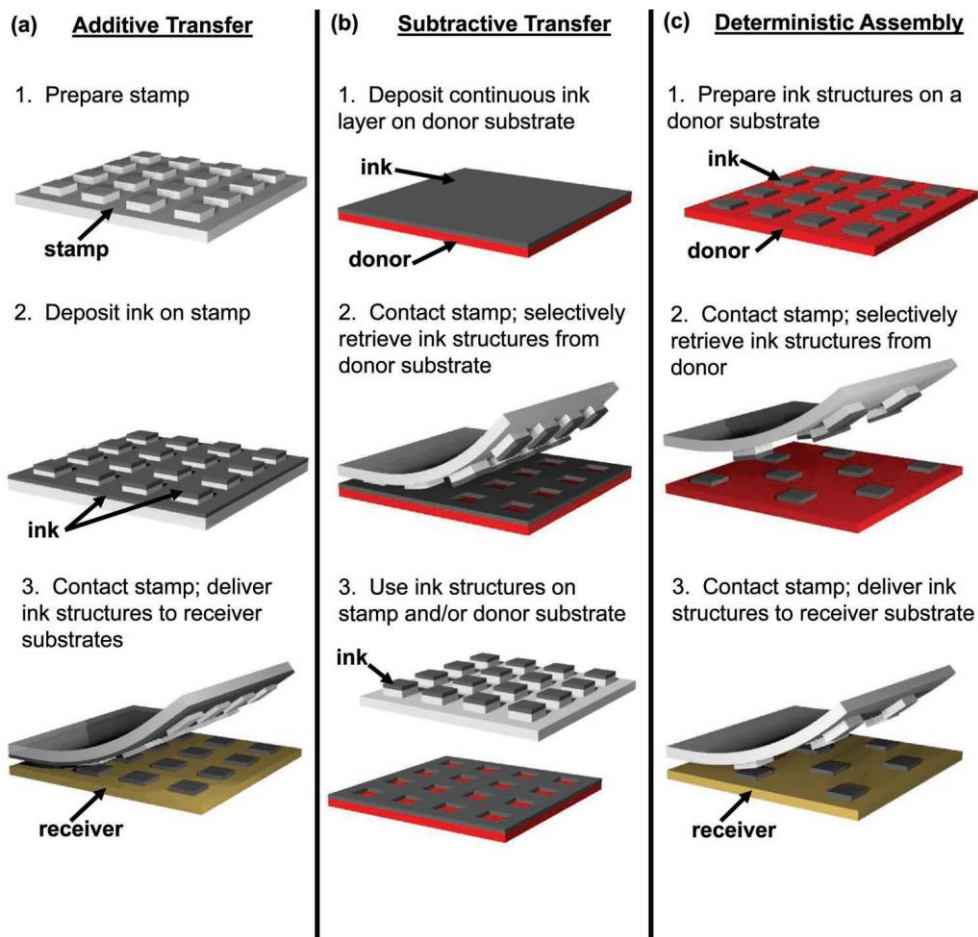 (a) Additive Transfer
1. Prepare stamp
stamp
2. Deposit ink on stamp
ink
3. Contact stamp; deliver
ink structures to receiver
substrates
receiver
(b) Subtractive Transfer
1. Deposit continuous ink
layer on donor substrate
ink
donor
2. Contact stamp; selectively
retrieve ink structures from
donor substrate
3. Use ink structures on
stamp and/or donor substrate
ink
(c) Deterministic Assembly
1. Prepare ink structures on a
donor substrate
ink
donor
2. Contact stamp; selectively
retrieve ink structures from
donor
3. Contact stamp; deliver ink
structures to receiver substrate
receiver